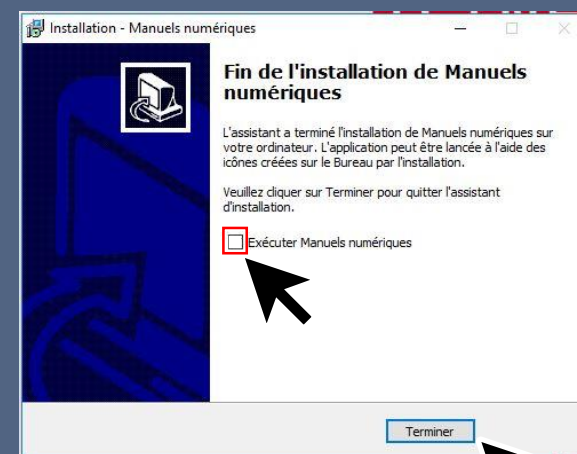 Installation - Manuels numériques
Fin de l'installation de Manuels
numériques
L'assistant a terminé l'installation de Manuels numériques sur
votre ordinateur. L'application peut être lancée à l'aide des
icônes créées sur le Bureau par l'installation.
Veuillez cliquer sur Terminer pour quitter l'assistant
d'installation.
Exécuter Manuels numériques
Terminer